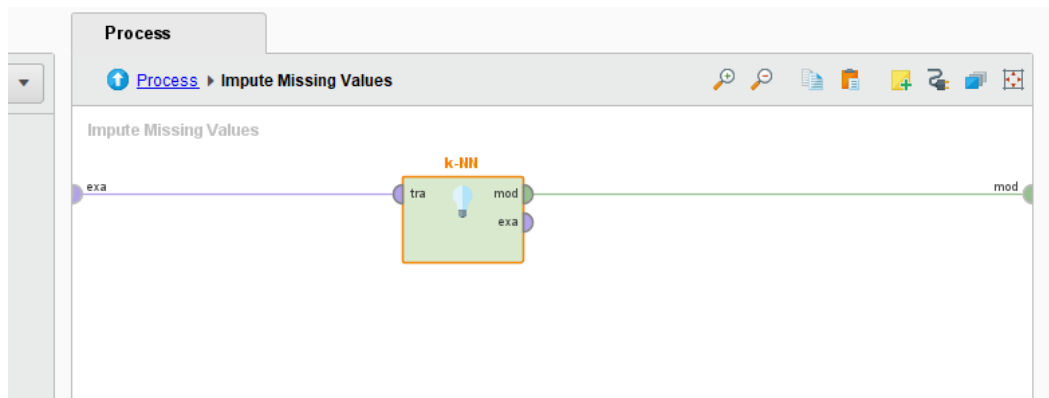 Process
Process ▸ Impute Missing Values
Impute Missing Values
k-NN
exa
tra
mod
mod
exa